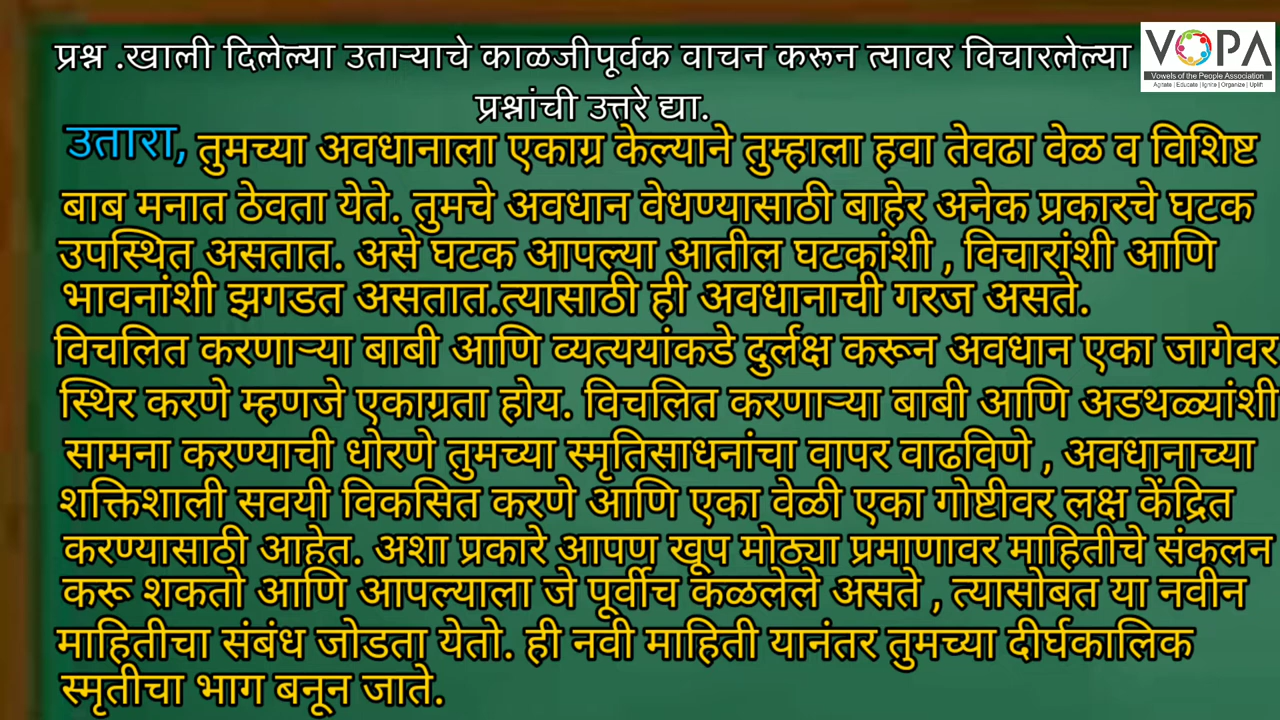 प्रश्न .खाली दिलेल्या उताऱ्याचे काळजीपूर्वक वाचन करून त्यावर विचारलेल्या
प्रश्नांची उत्तरे द्या.
VOPA
Vowels of the People Association
Agitate | Educate | Ignite | Organize | Uplift
उतारा, तुमच्या अवधानाला एकाग्र केल्याने तुम्हाला हवा तेवढा वेळ व विशिष्ट
बाब मनात ठेवता येते. तुमचे अवधान वेधण्यासाठी बाहेर अनेक प्रकारचे घटक
उपस्थित असतात. असे घटक आपल्या आतील घटकांशी , विचारांशी आणि
भावनांशी झगडत असतात.त्यासाठी ही अवधानाची गरज असते.
विचलित करणाऱ्या बाबी आणि व्यत्ययांकडे दुर्लक्ष करून अवधान एका जागेवर
स्थिर करणे म्हणजे एकाग्रता होय. विचलित करणाऱ्या बाबी आणि अडथळ्यांशी
सामना करण्याची धोरणे तुमच्या स्मृतिसाधनांचा वापर वाढविणे , अवधानाच्या
शक्तिशाली सवयी विकसित करणे आणि एका वेळी एका गोष्टीवर लक्ष केंद्रित
करण्यासाठी आहेत. अशा प्रकारे आपण खूप मोठ्या प्रमाणावर माहितीचे संकलन
करू शकतो आणि आपल्याला जे पूर्वीच कळलेले असते , त्यासोबत या नवीन
माहितीचा संबंध जोडता येतो. ही नवी माहिती यानंतर तुमच्या दीर्घकालिक
स्मृतीचा भाग बनून जाते.